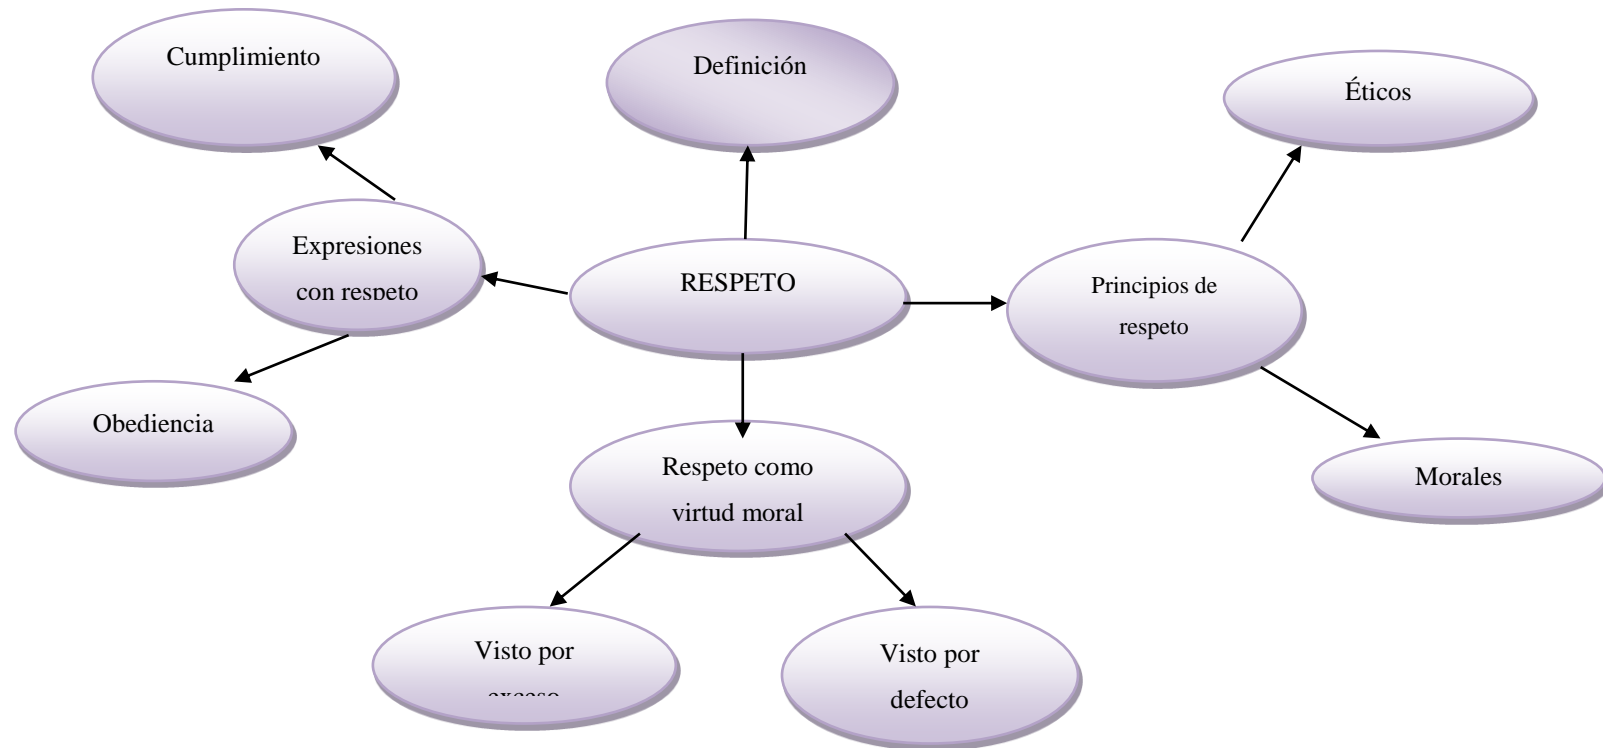 Cumplimiento
Definición
Éticos
Expresiones
con respeto
RESPETO
Principios de
respeto
Obediencia
Respeto como
virtud moral
Morales
Visto por
exceso
Visto por
defecto